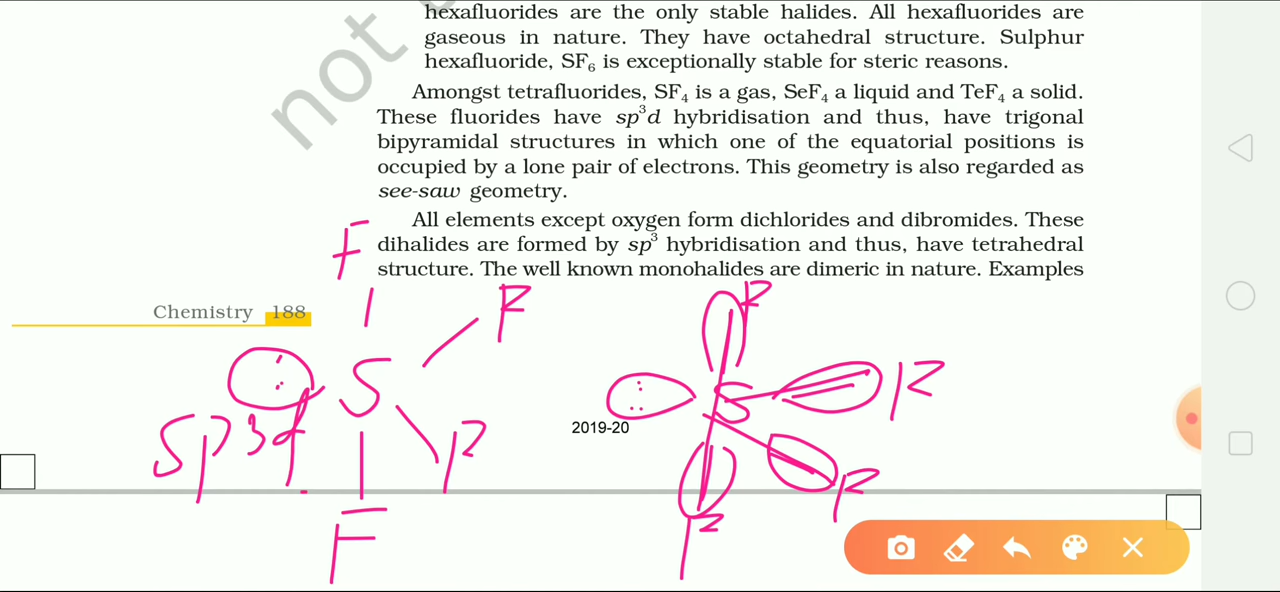 hexafluorides are the only stable halides. All hexafluorides are
gaseous in nature. They have octahedral structure. Sulphur
hexafluoride, SF₆ is exceptionally stable for steric reasons.
Amongst tetrafluorides, SF₄ is a gas, SeF₄ a liquid and TeF₄ a solid.
These fluorides have sp³d hybridisation and thus, have trigonal
bipyramidal structures in which one of the equatorial positions is
occupied by a lone pair of electrons. This geometry is also regarded as
see-saw geometry.
All elements except oxygen form dichlorides and dibromides. These
dihalides are formed by sp³ hybridisation and thus, have tetrahedral
structure. The well known monohalides are dimeric in nature. Examples
not
Chemistry 188
2019-20
F
F
S
F
F
sp3d
F
S
F
F
F